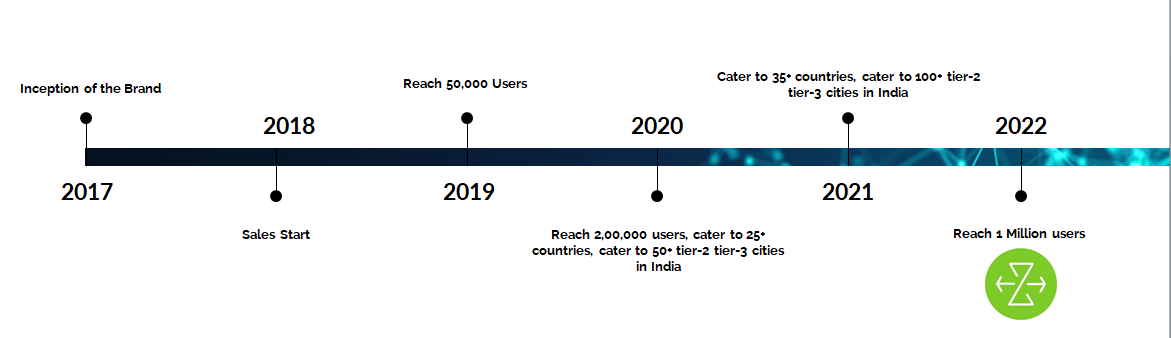 Inception of the Brand
2017
2018
Sales Start
Reach 50,000 Users
2019
2020
Reach 2,00,000 users, cater to 25+
countries, cater to 50+ tier-2 tier-3 cities
in India
Cater to 35+ countries, cater to 100+ tier-2
tier-3 cities in India
2021
2022
Reach 1 Million users